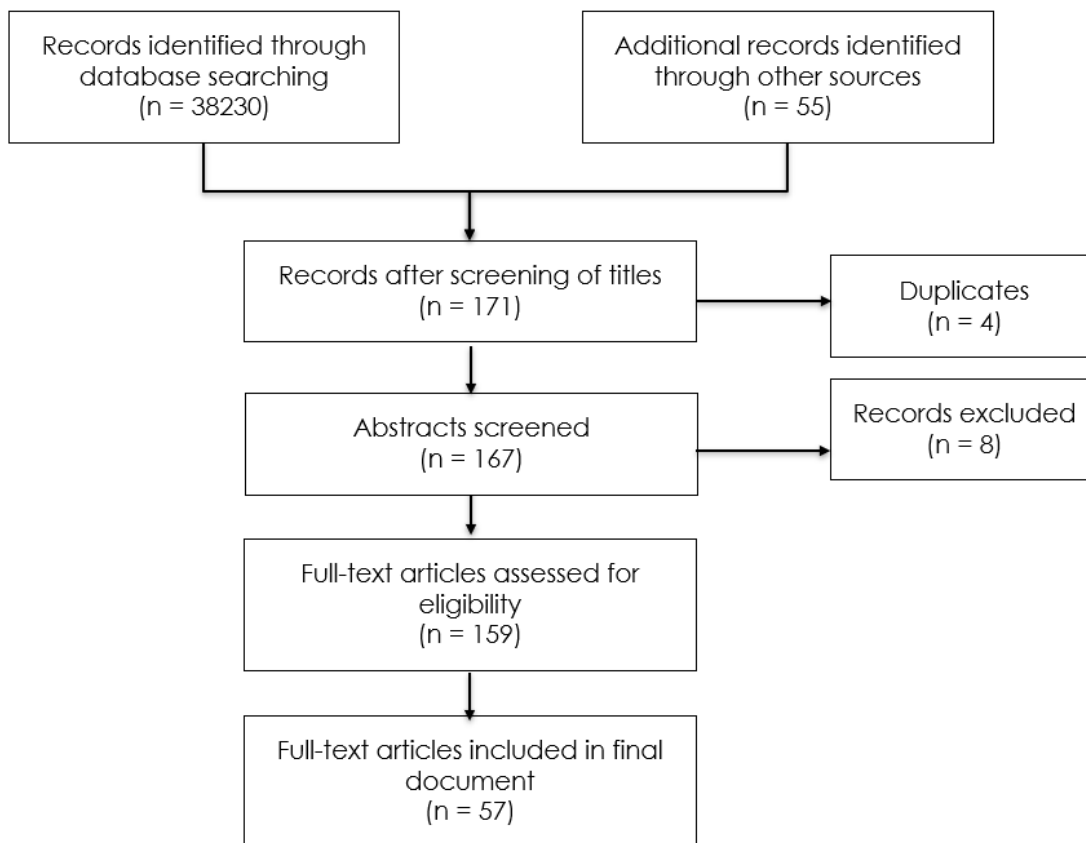 Records identified through
database searching
(n = 38230)
Additional records identified
through other sources
(n = 55)
Records after screening of titles
(n = 171)
Duplicates
(n = 4)
Abstracts screened
(n = 167)
Records excluded
(n = 8)
Full-text articles assessed for
eligibility
(n = 159)
Full-text articles included in final
document
(n = 57)